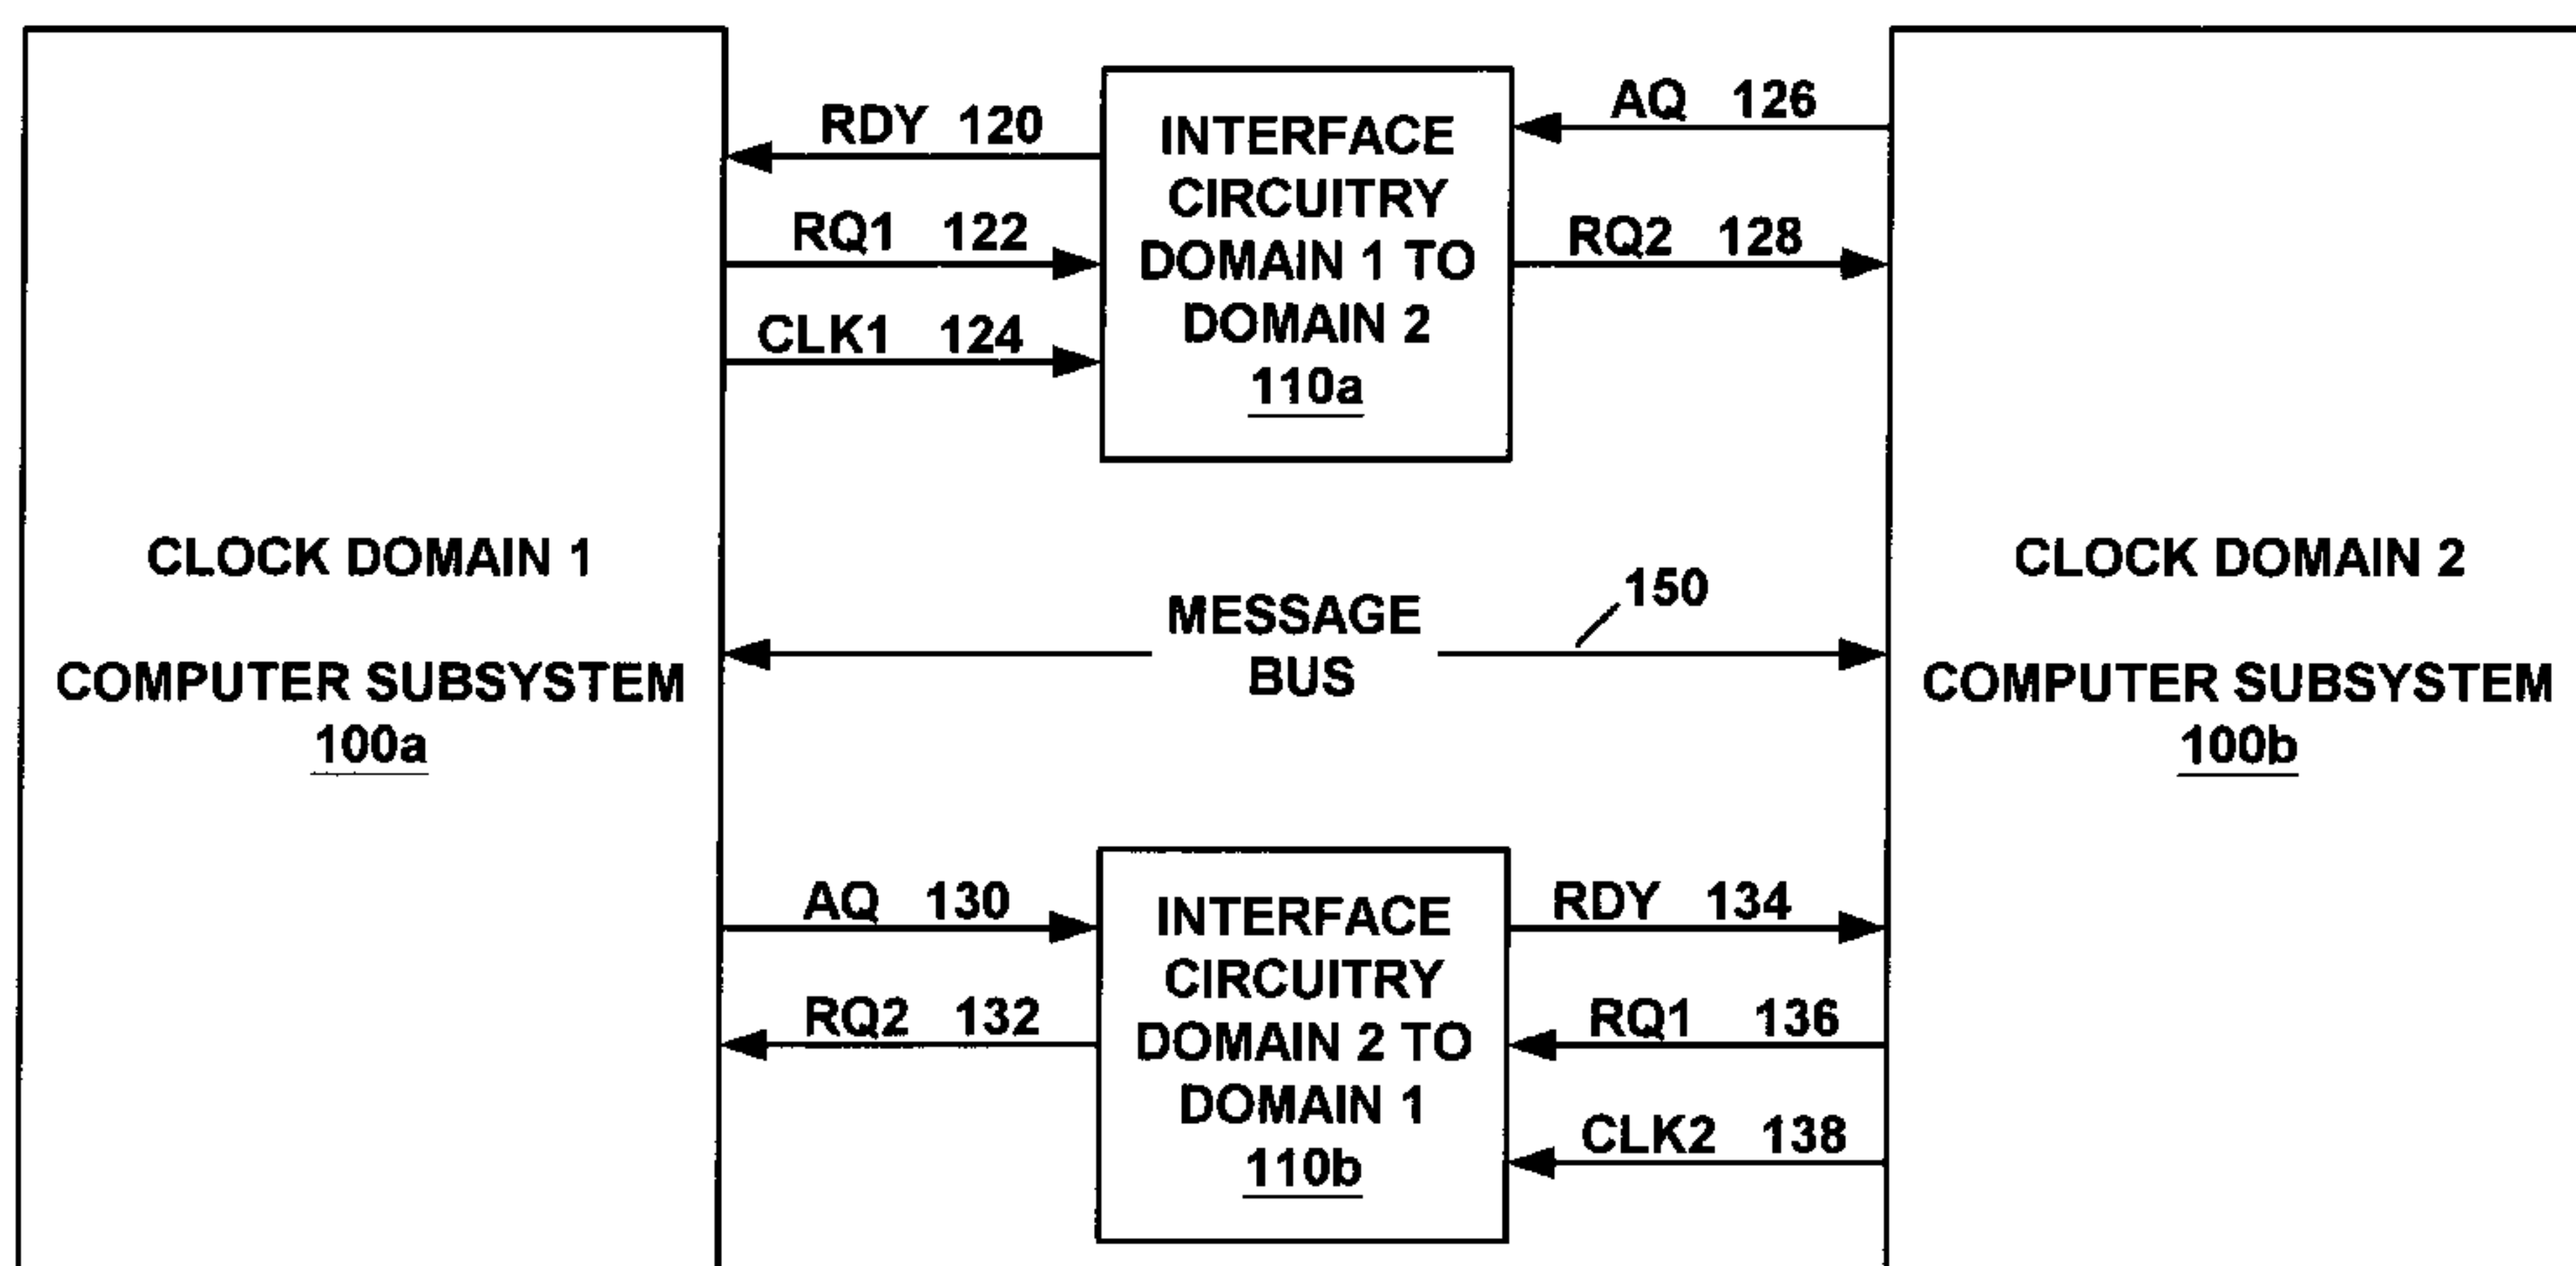 RDY 120
RQ1 122
CLK1 124
INTERFACE
CIRCUITRY
DOMAIN 1 TO
DOMAIN 2
110a
AQ 126
RQ2 128
CLOCK DOMAIN 1
COMPUTER SUBSYSTEM
100a
MESSAGE
BUS
150
CLOCK DOMAIN 2
COMPUTER SUBSYSTEM
100b
AQ 130
RQ2 132
INTERFACE
CIRCUITRY
DOMAIN 2 TO
DOMAIN 1
110b
RDY 134
RQ1 136
CLK2 138